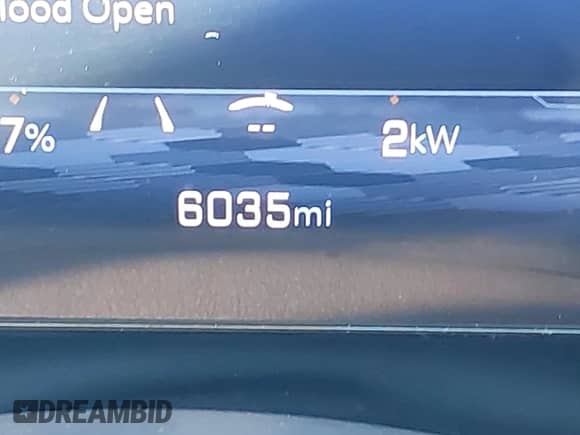 Hood Open
7%
--
2kW
6035mi
DREAMBID